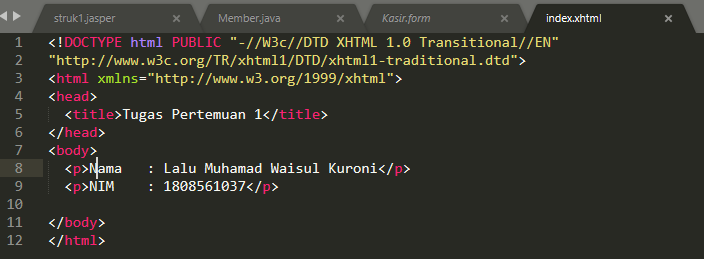 struk1.jasper Member.java Kasir.form index.xhtml
1 <!DOCTYPE html PUBLIC "-//W3c//DTD XHTML 1.0 Transitional//EN"
2 "http://www.w3c.org/TR/xhtml1/DTD/xhtml1-traditional.dtd">
3 <html xmlns="http://www.w3.org/1999/xhtml">
4 <head>
5   <title>Tugas Pertemuan 1</title>
6 </head>
7 <body>
8   <p>Nama   : Lalu Muhamad Waisul Kuroni</p>
9   <p>NIM    : 1808561037</p>
10
11 </body>
12 </html>